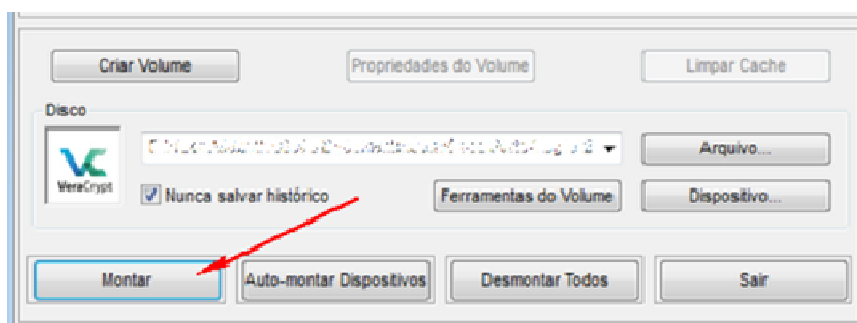 Criar Volume Propriedades do Volume Limpar Cache
Disco
Arquivo...
VeraCrypt
Nunca salvar histórico Ferramentas do Volume Dispositivo...
Montar Auto-montar Dispositivos Desmontar Todos Sair